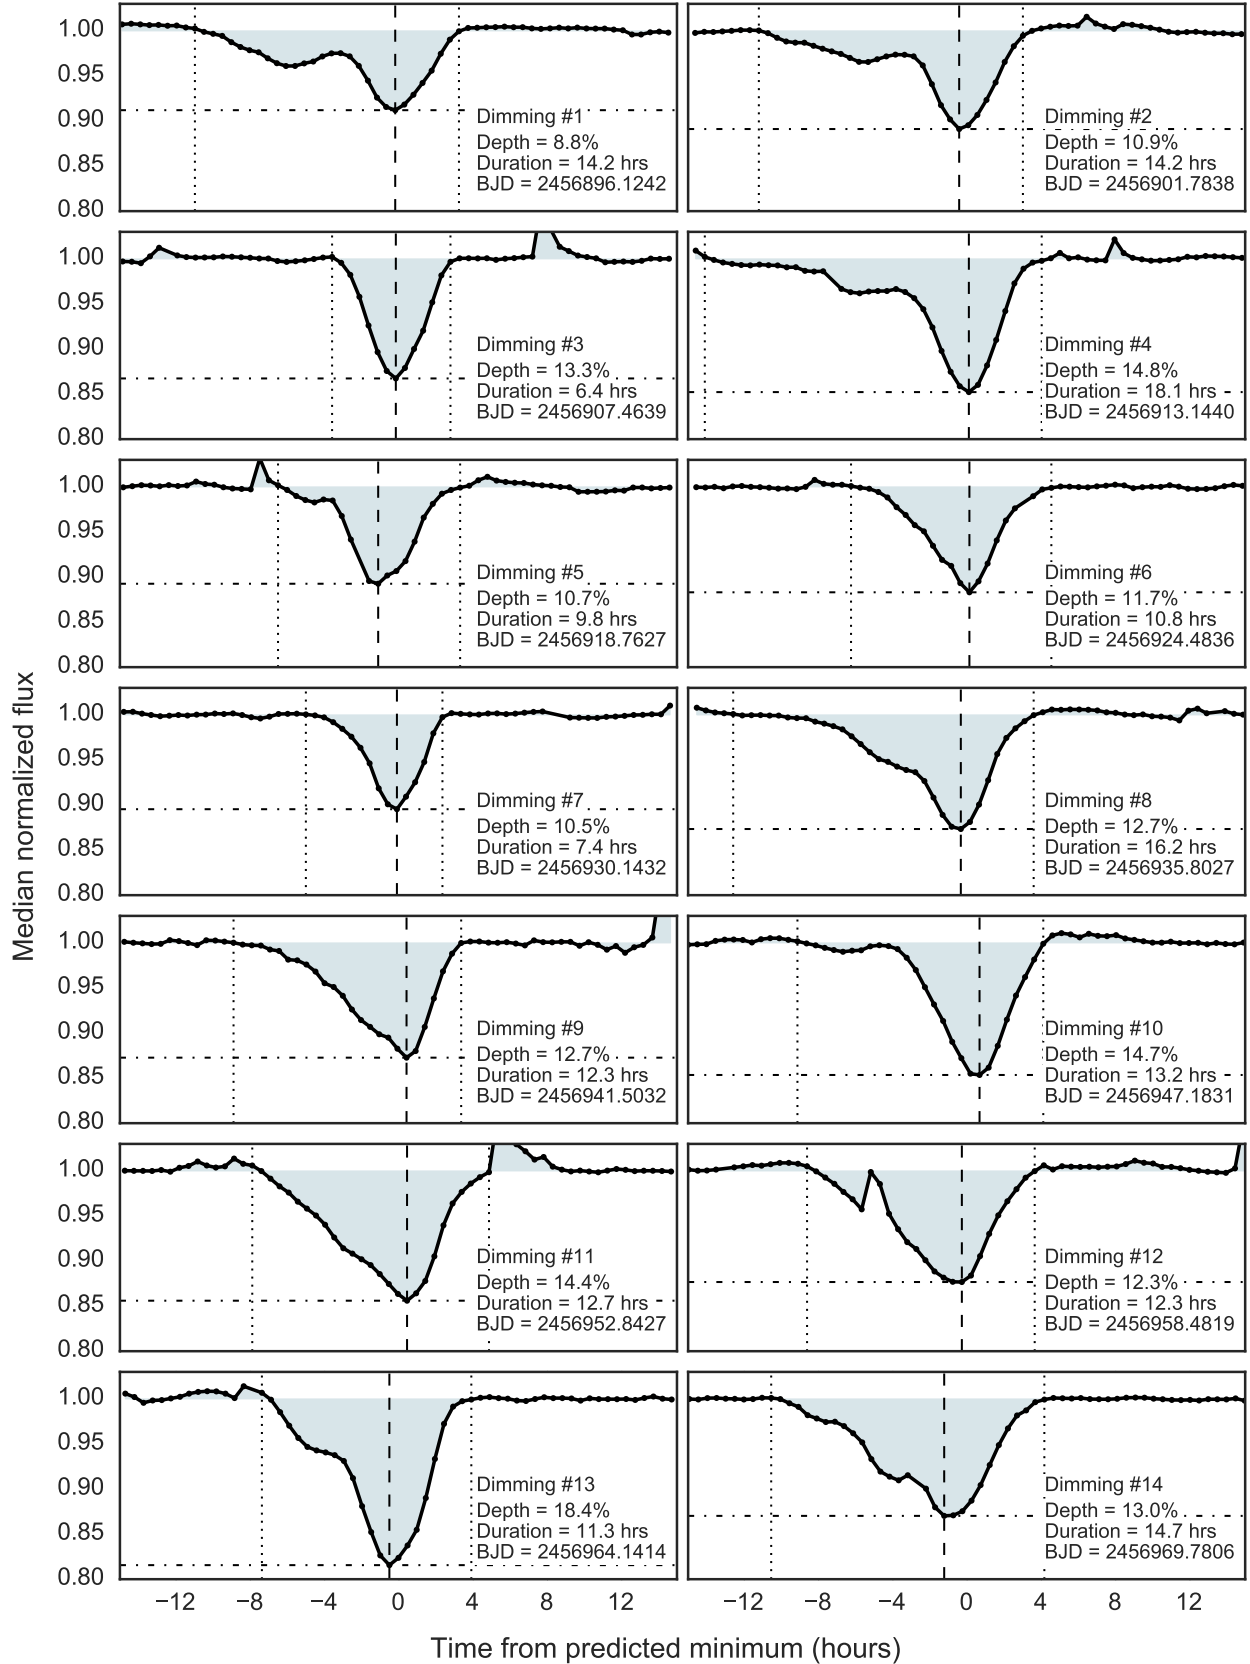 1.00
0.95
0.90
0.85
0.80
Dimming #1
Depth = 8.8%
Duration = 14.2 hrs
BJD = 2456896.1242
Dimming #2
Depth = 10.9%
Duration = 14.2 hrs
BJD = 2456901.7838
1.00
0.95
0.90
0.85
0.80
Dimming #3
Depth = 13.3%
Duration = 6.4 hrs
BJD = 2456907.4639
Dimming #4
Depth = 14.8%
Duration = 18.1 hrs
BJD = 2456913.1440
1.00
0.95
0.90
0.85
0.80
Dimming #5
Depth = 10.7%
Duration = 9.8 hrs
BJD = 2456918.7627
Dimming #6
Depth = 11.7%
Duration = 10.8 hrs
BJD = 2456924.4836
Median normalized flux
1.00
0.95
0.90
0.85
0.80
Dimming #7
Depth = 10.5%
Duration = 7.4 hrs
BJD = 2456930.1432
Dimming #8
Depth = 12.7%
Duration = 16.2 hrs
BJD = 2456935.8027
1.00
0.95
0.90
0.85
0.80
Dimming #9
Depth = 12.7%
Duration = 12.3 hrs
BJD = 2456941.5032
Dimming #10
Depth = 14.7%
Duration = 13.2 hrs
BJD = 2456947.1831
1.00
0.95
0.90
0.85
0.80
Dimming #11
Depth = 14.4%
Duration = 12.7 hrs
BJD = 2456952.8427
Dimming #12
Depth = 12.3%
Duration = 12.3 hrs
BJD = 2456958.4819
1.00
0.95
0.90
0.85
0.80
Dimming #13
Depth = 18.4%
Duration = 11.3 hrs
BJD = 2456964.1414
Dimming #14
Depth = 13.0%
Duration = 14.7 hrs
BJD = 2456969.7806
−12 −8 −4 0 4 8 12
−12 −8 −4 0 4 8 12
Time from predicted minimum (hours)